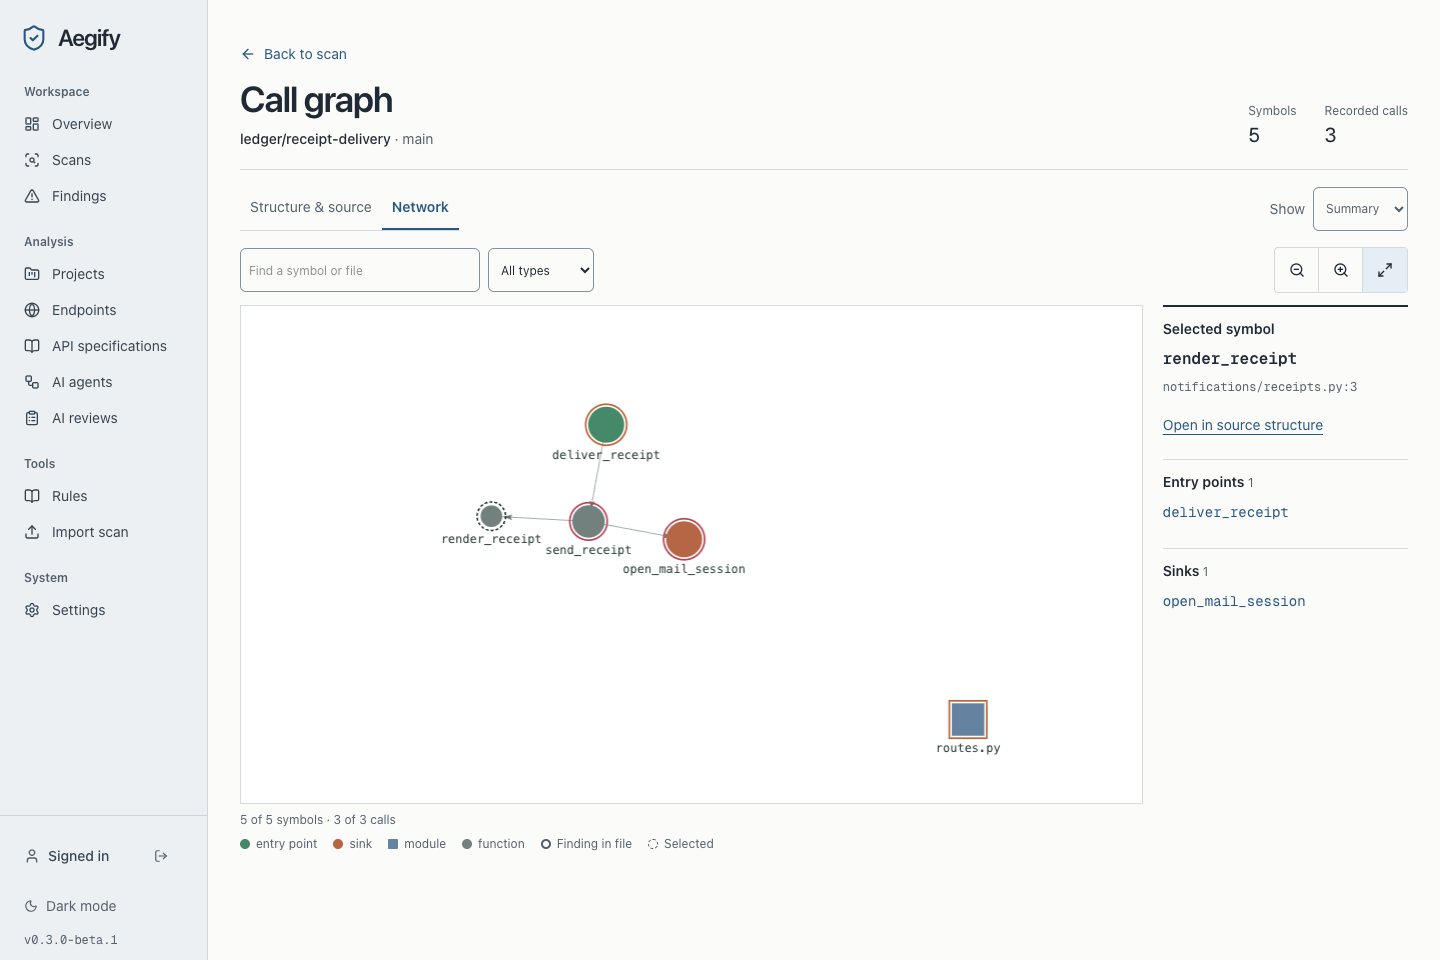 Aegify
Workspace
Overview
Scans
Findings
Analysis
Projects
Endpoints
API specifications
AI agents
AI reviews
Tools
Rules
Import scan
System
Settings
Signed in
Dark mode
v0.3.0-beta.1
Back to scan
Call graph
ledger/receipt-delivery · main
Symbols
5
Recorded calls
3
Structure & source
Network
Show
Summary
Find a symbol or file
All types
deliver_receipt
render_receipt
send_receipt
open_mail_session
routes.py
5 of 5 symbols · 3 of 3 calls
entry point
sink
module
function
Finding in file
Selected
Selected symbol
render_receipt
notifications/receipts.py:3
Open in source structure
Entry points 1
deliver_receipt
Sinks 1
open_mail_session